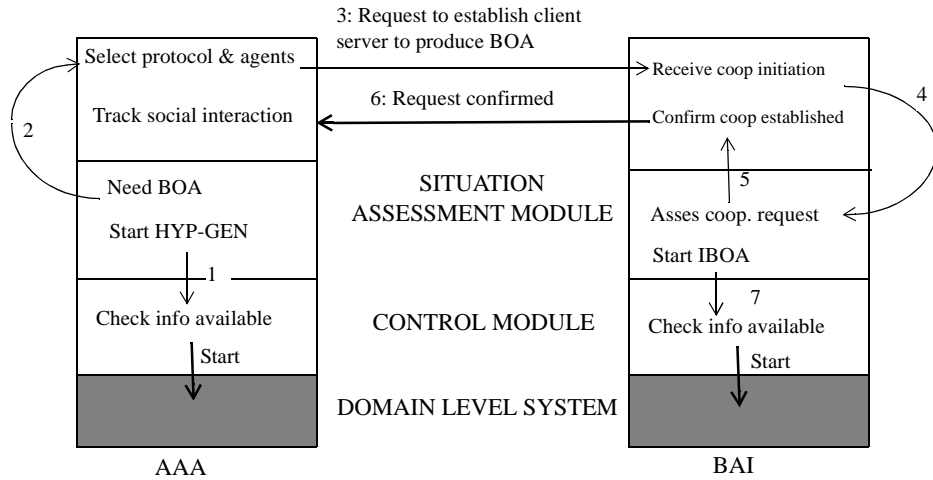 3: Request to establish client
server to produce BOA
Select protocol & agents
Receive coop initiation
6: Request confirmed
4
2
Track social interaction
Confirm coop established
Need BOA
SITUATION
ASSESSMENT MODULE
5
Asses coop. request
Start HYP-GEN
Start IBOA
1
7
Check info available
CONTROL MODULE
Check info available
Start
Start
DOMAIN LEVEL SYSTEM
AAA
BAI